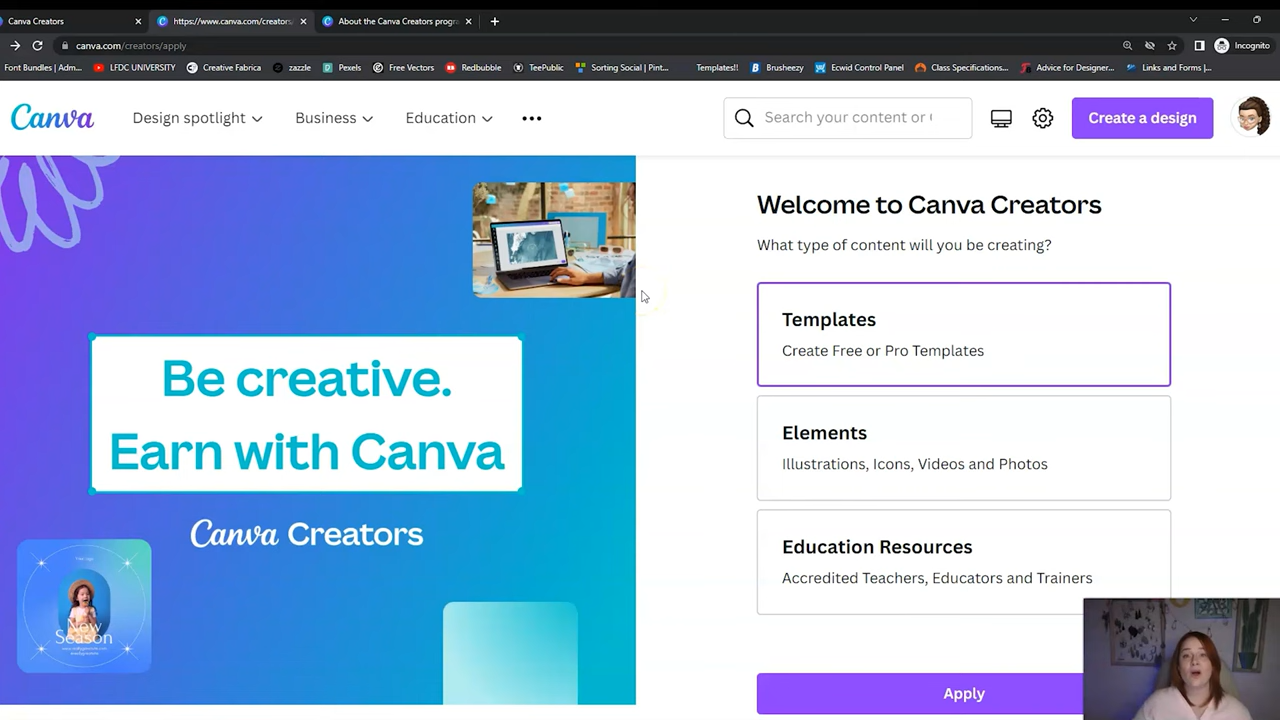 Canva Creators
https://www.canva.com/creators
About the Canva Creators progr
canva.com/creators/apply
Incognito
Font Bundles | Adm...
LFDC UNIVERSITY
Creative Fabrica
zazzle
Pexels
Free Vectors
Redbubble
TeePublic
Sorting Social | Pint...
Templates!!
Brusheezy
Ecwid Control Panel
Class Specifications...
Advice for Designer...
Links and Forms |...
Canva
Design spotlight
Business
Education
Search your content or
Create a design
Be creative.
Earn with Canva
Canva Creators
New
Season
Welcome to Canva Creators
What type of content will you be creating?
Templates
Create Free or Pro Templates
Elements
Illustrations, Icons, Videos and Photos
Education Resources
Accredited Teachers, Educators and Trainers
Apply